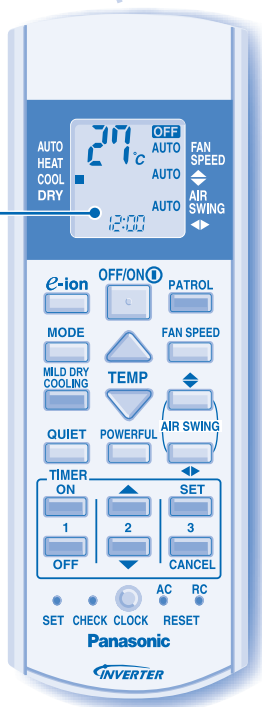 OFF
27°C
AUTO
AUTO
AUTO
12:00
AUTO
HEAT
COOL
DRY
FAN
SPEED
AIR
SWING
e-ion
OFF/ON
PATROL
MODE
FAN SPEED
MILD DRY
COOLING
TEMP
AIR SWING
QUIET
POWERFUL
TIMER
ON
SET
1
2
3
OFF
CANCEL
AC
RC
SET
CHECK
CLOCK
RESET
Panasonic
INVERTER